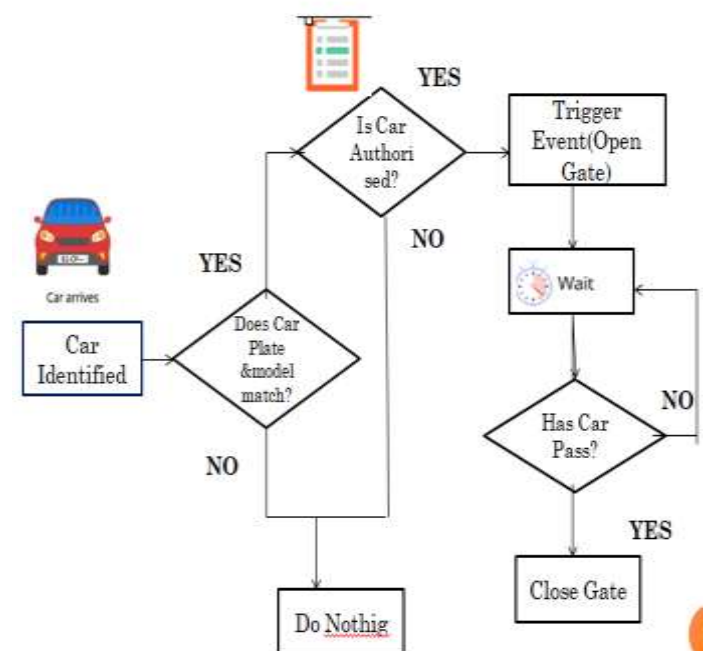 YES
Is Car
Authori
sed?
Trigger
Event(Open
Gate)
NO
Wait
Car arrives
YES
Car
Identified
Does Car
Plate
&model
match?
NO
Has Car
Pass?
NO
YES
Close Gate
Do Nothig